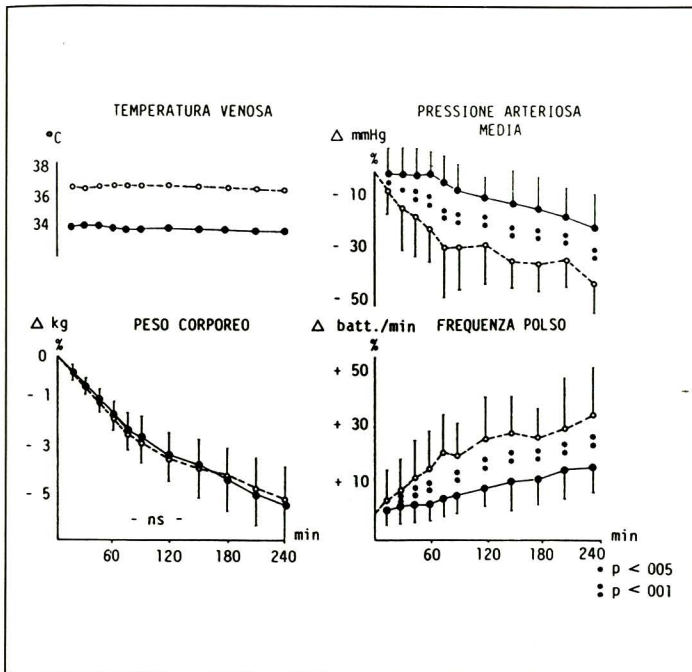 TEMPERATURA VENOSA
°C
38
36
34
PRESSIONE ARTERIOSA
MEDIA
Δ mmHg
%
- 10
- 30
- 50
Δ kg
PESO CORPOREO
%
0
- 1
- 3
- 5
- ns -
min
60 120 180 240
Δ batt./min
FREQUENZA POLSO
%
+ 50
+ 30
+ 10
min
60 120 180 240
• p < 005
: p < 001